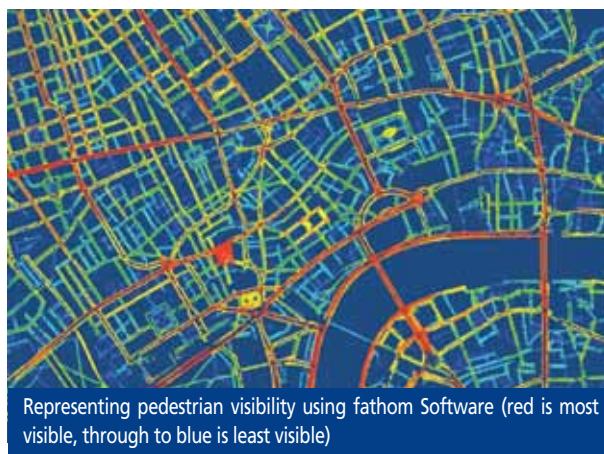 Representing pedestrian visibility using fathom Software (red is most
visible, through to blue is least visible)